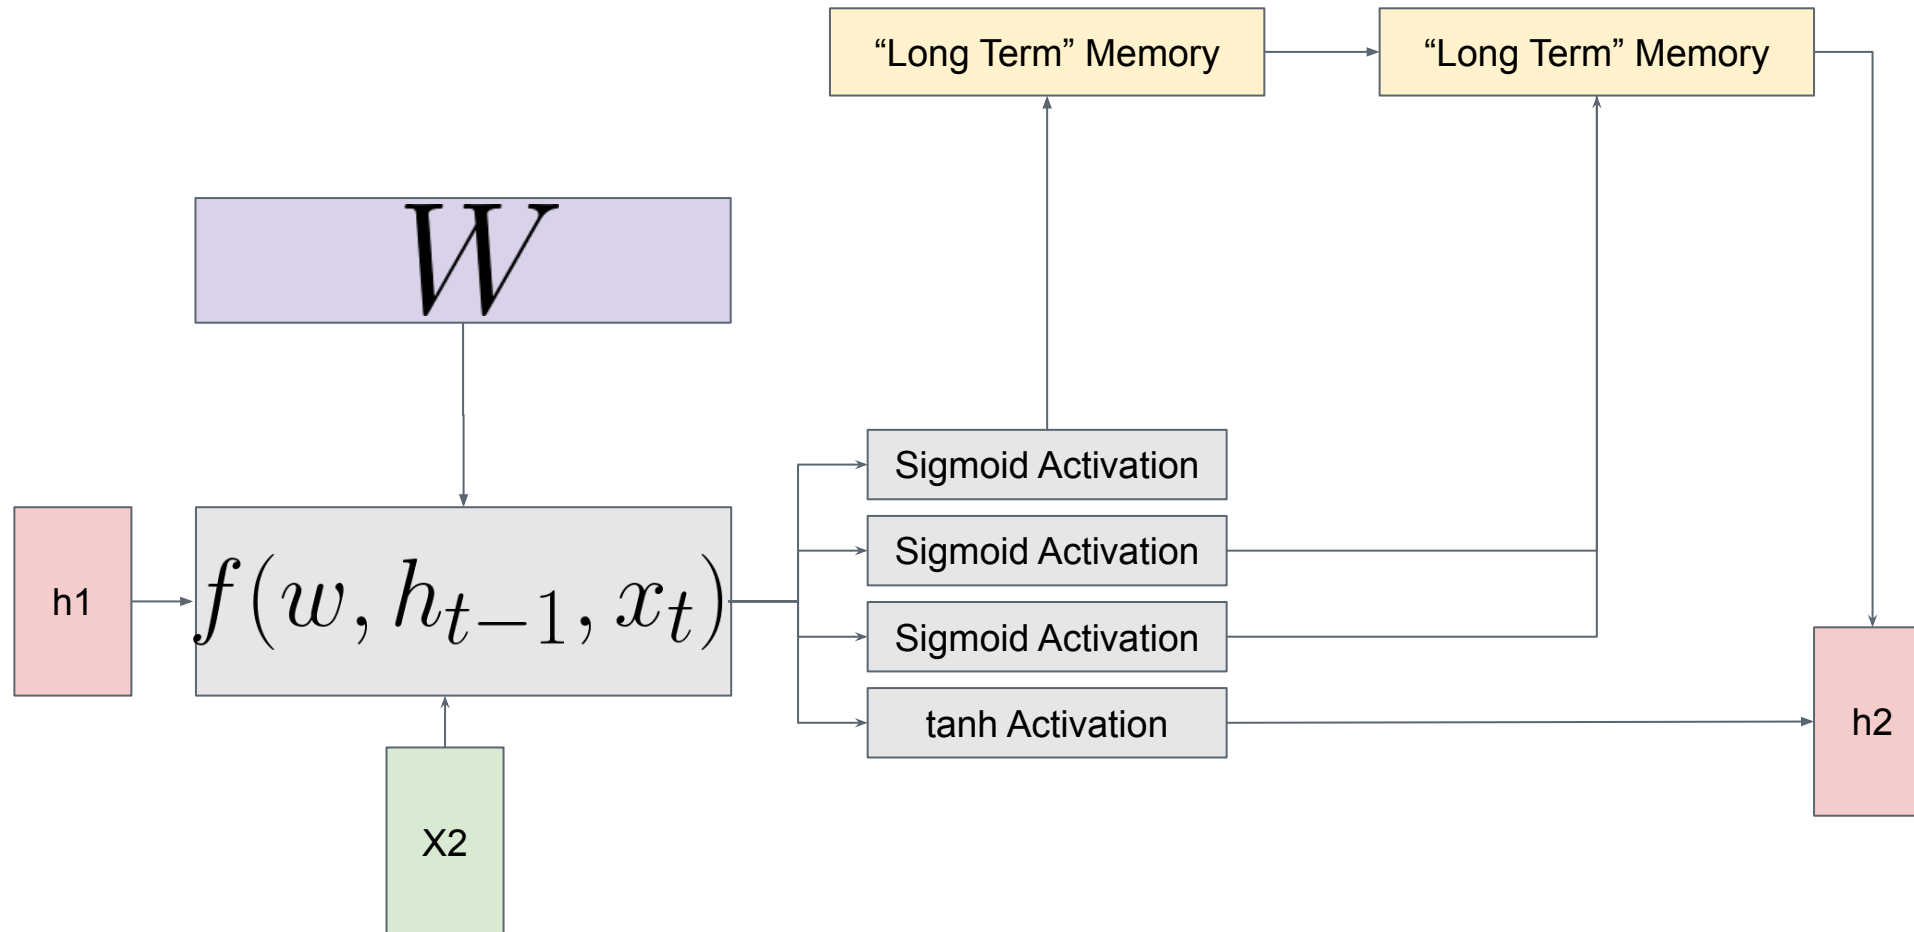 “Long Term” Memory
“Long Term” Memory
W
Sigmoid Activation
Sigmoid Activation
h1
f(w, h_{t-1}, x_t)
Sigmoid Activation
tanh Activation
h2
X2